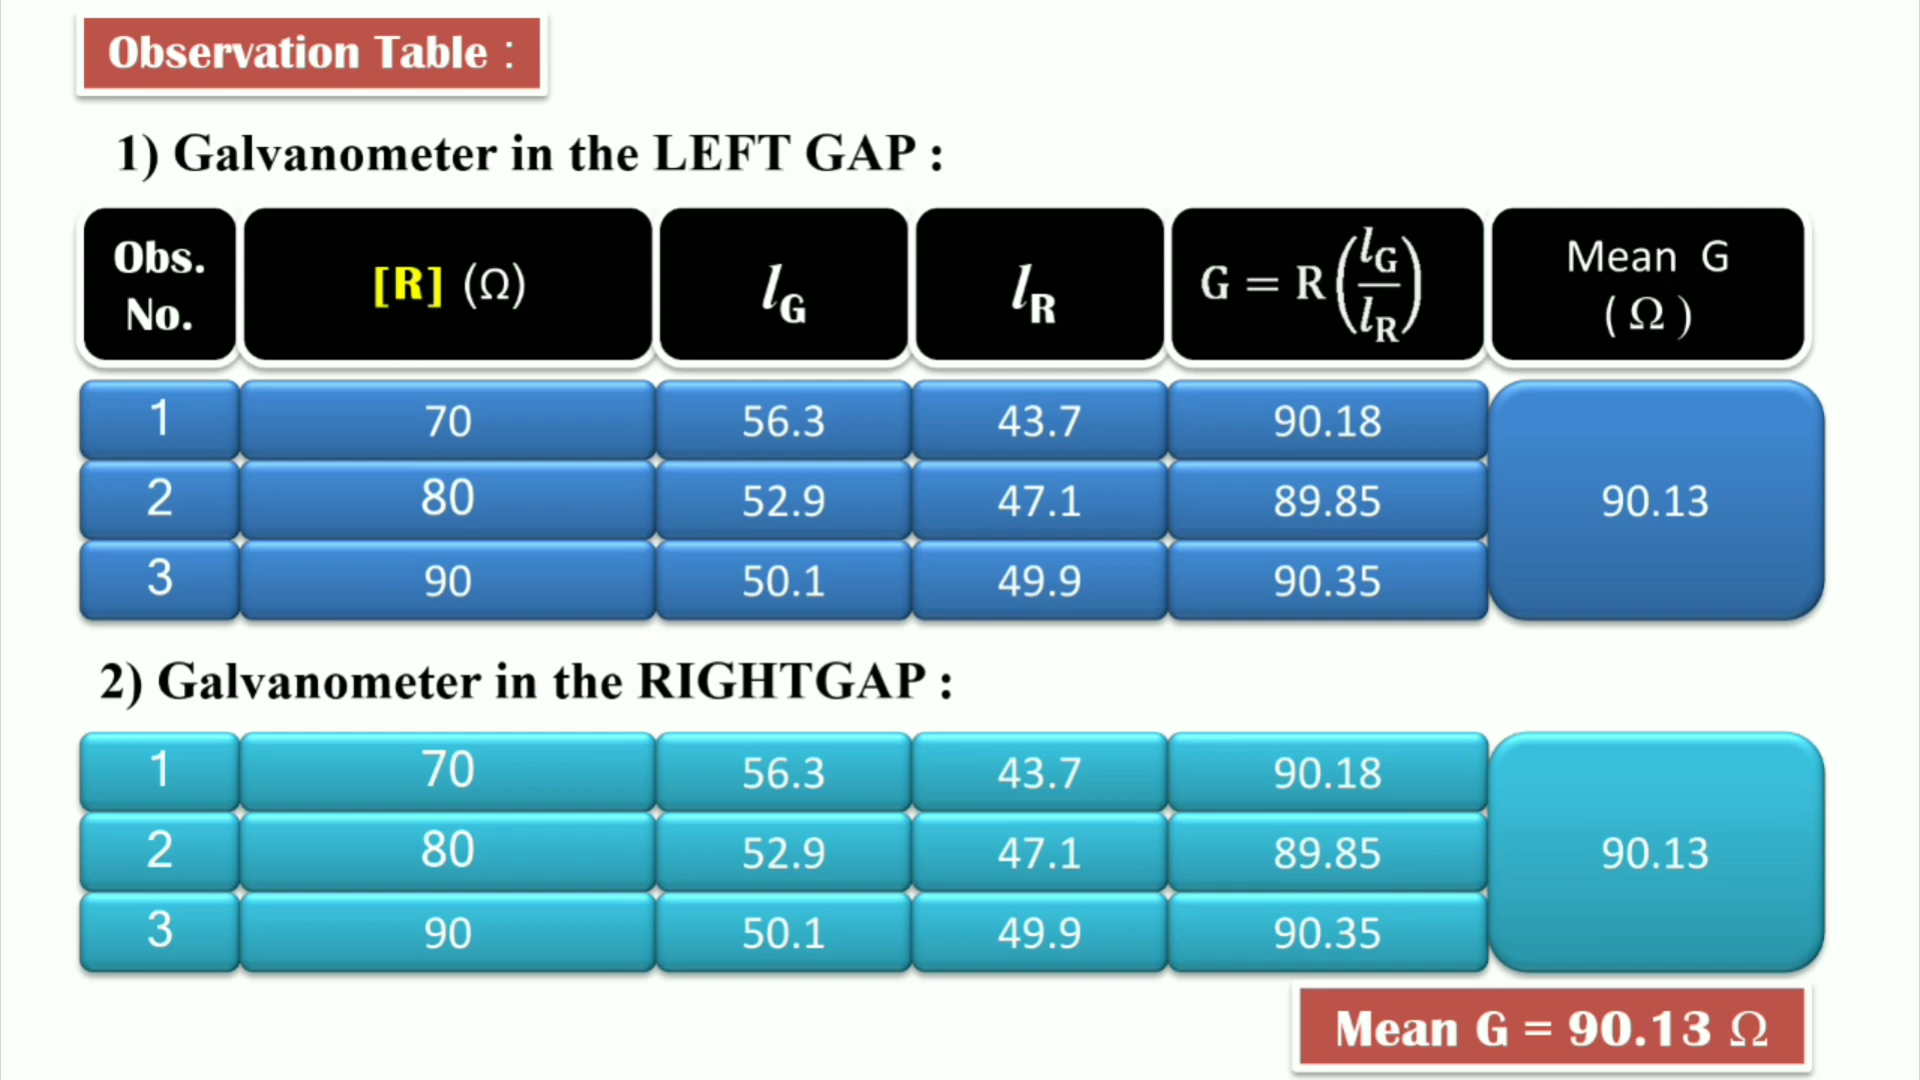 Observation Table :
1) Galvanometer in the LEFT GAP :
Obs. No. [R] (Ω) lG lR G = R(lG/lR) Mean G (Ω)
1 70 56.3 43.7 90.18
2 80 52.9 47.1 89.85 90.13
3 90 50.1 49.9 90.35
2) Galvanometer in the RIGHTGAP :
1 70 56.3 43.7 90.18
2 80 52.9 47.1 89.85 90.13
3 90 50.1 49.9 90.35
Mean G = 90.13 Ω